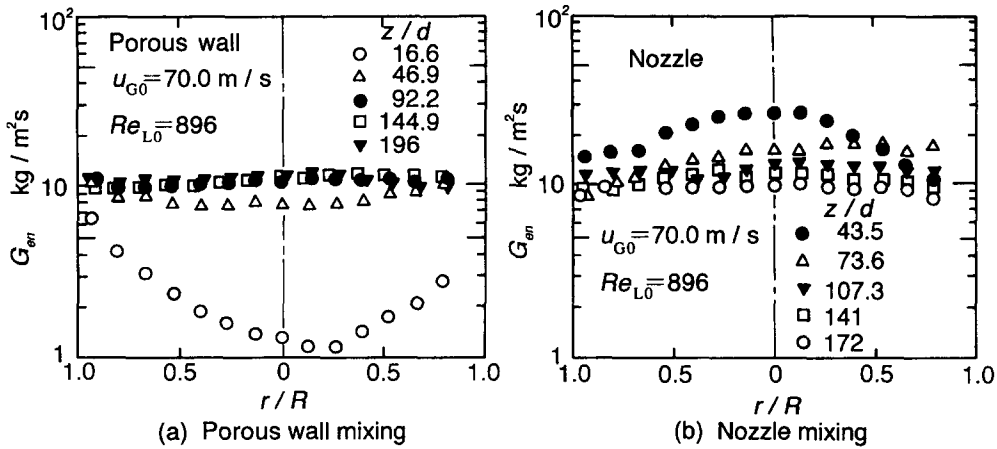 10²
Porous wall
u_G0=70.0 m / s
Re_L0=896
z / d
16.6
46.9
92.2
144.9
196
G_en kg / m²s
10
1
1.0 0.5 0 0.5 1.0
r / R
(a) Porous wall mixing
10²
Nozzle
G_en kg / m²s
10
u_G0=70.0 m / s
Re_L0=896
z / d
43.5
73.6
107.3
141
172
1
1.0 0.5 0 0.5 1.0
r / R
(b) Nozzle mixing